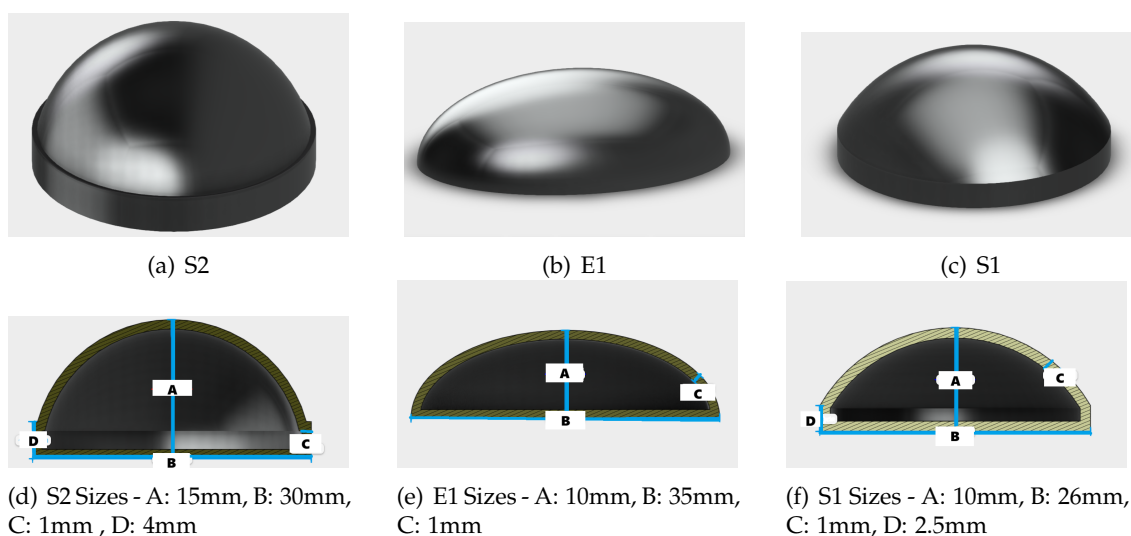 (a) S2
(b) E1
(c) S1
A
D
C
B
A
C
B
A
C
D
B
(d) S2 Sizes - A: 15mm, B: 30mm,
C: 1mm , D: 4mm
(e) E1 Sizes - A: 10mm, B: 35mm,
C: 1mm
(f) S1 Sizes - A: 10mm, B: 26mm,
C: 1mm, D: 2.5mm